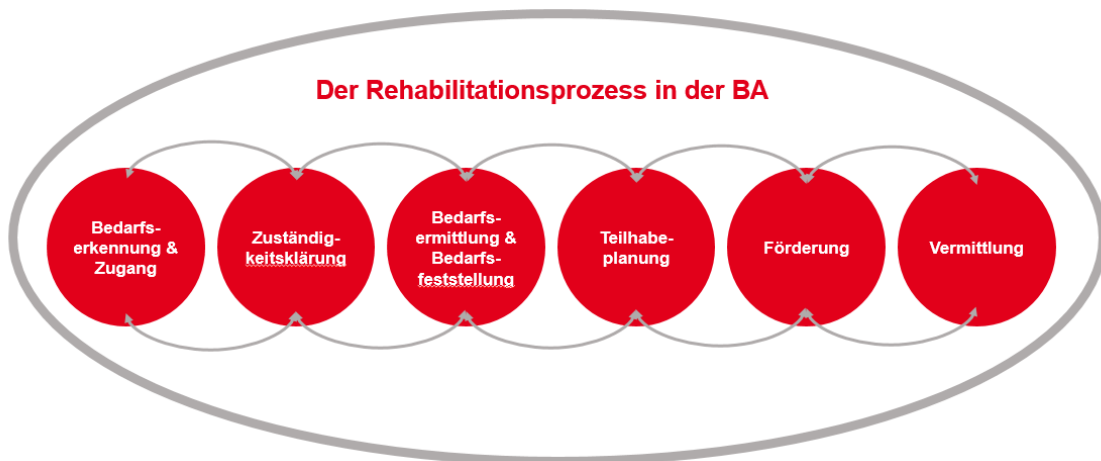 Der Rehabilitationsprozess in der BA
Bedarfs-
erkennung &
Zugang
Zuständig-
keitsklärung
Bedarfs-
ermittlung &
Bedarfs-
feststellung
Teilhabe-
planung
Förderung
Vermittlung